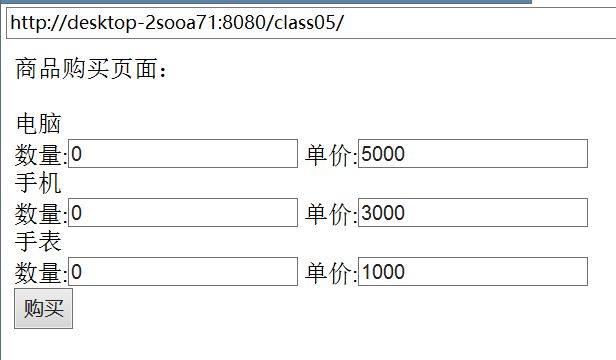 http://desktop-2sooa71:8080/class05/
商品购买页面：
电脑
数量:0 单价:5000
手机
数量:0 单价:3000
手表
数量:0 单价:1000
购买